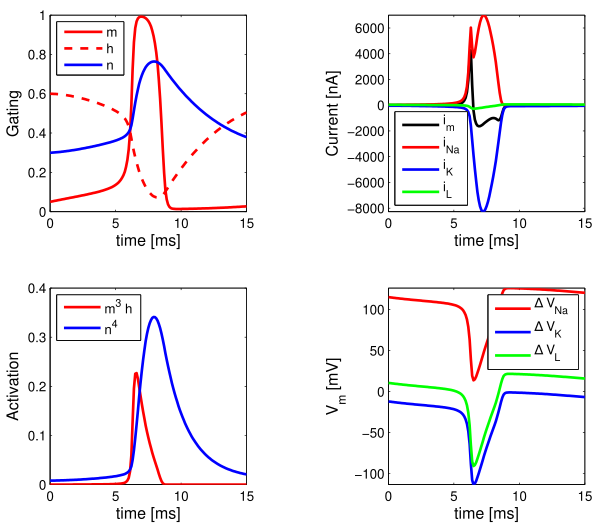 1
0.8
0.6
0.4
0.2
0
0
5
10
15
Gating
time [ms]
m
h
n
6000
4000
2000
0
−2000
−4000
−6000
−8000
0
5
10
15
Current [nA]
time [ms]
i_m
i_Na
i_K
i_L
0.4
0.3
0.2
0.1
0
0
5
10
15
Activation
time [ms]
m³ h
n⁴
100
50
0
−50
−100
0
5
10
15
V_m [mV]
time [ms]
Δ V_Na
Δ V_K
Δ V_L